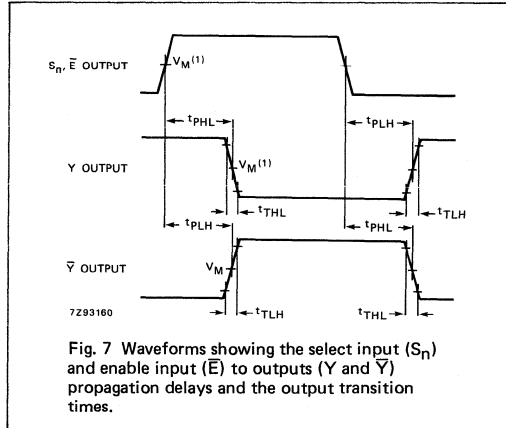 Sn, E̅ OUTPUT
VM(1)
tPHL
tPLH
Y OUTPUT
VM(1)
tTHL
tTLH
tPLH
tPHL
Y̅ OUTPUT
VM
tTLH
tTHL
7Z93160
Fig. 7 Waveforms showing the select input (Sn)
and enable input (E̅) to outputs (Y and Y̅)
propagation delays and the output transition
times.